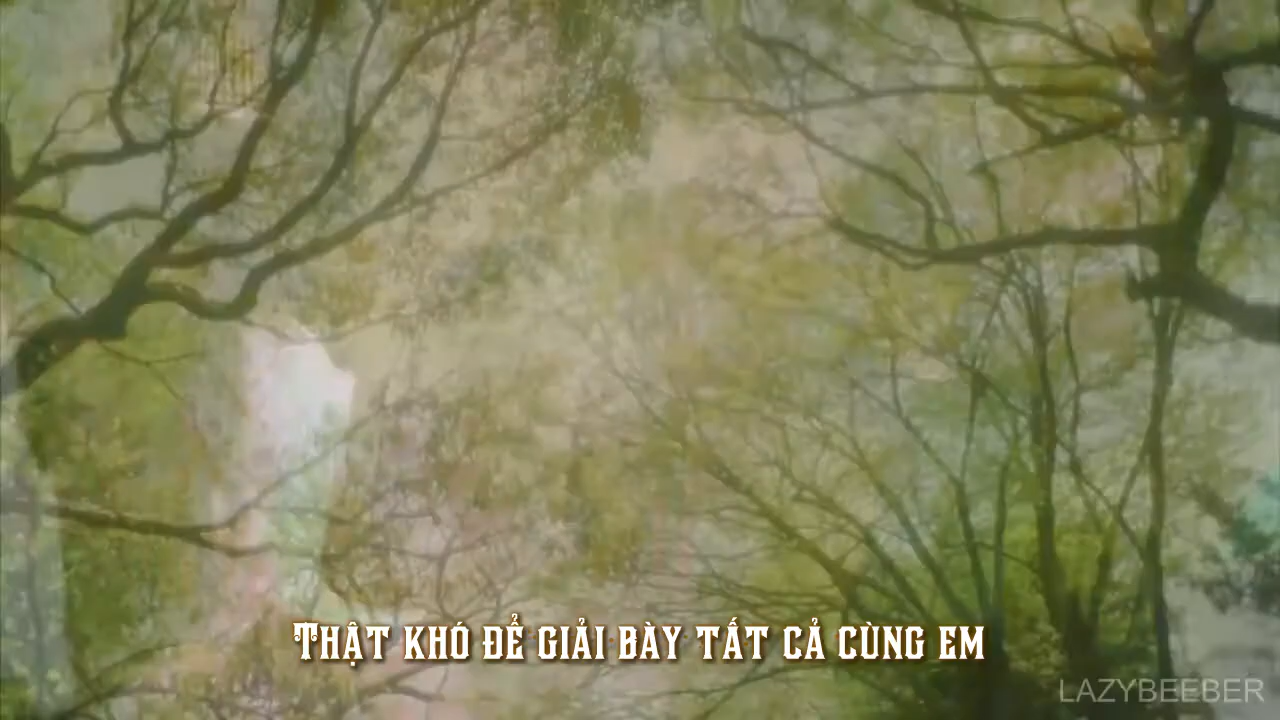 THẬT KHÓ ĐỂ GIẢI BÀY TẤT CẢ CÙNG EM
LAZYBEEBER